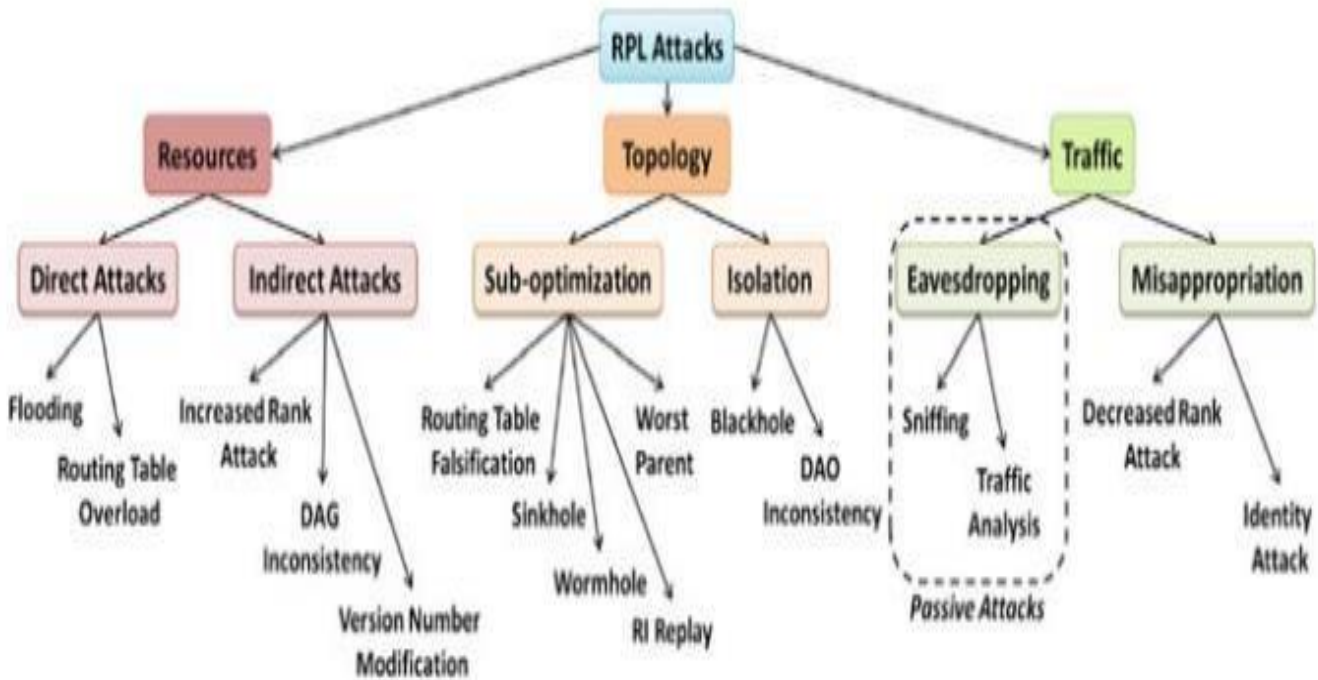 RPL Attacks
Resources
Topology
Traffic
Direct Attacks
Indirect Attacks
Sub-optimization
Isolation
Eavesdropping
Misappropriation
Flooding
Routing Table
Overload
Increased Rank
Attack
DAG
Inconsistency
Version Number
Modification
Routing Table
Falsification
Sinkhole
Wormhole
RI Replay
Worst
Parent
Blackhole
DAO
Inconsistency
Sniffing
Traffic
Analysis
Passive Attacks
Decreased Rank
Attack
Identity
Attack